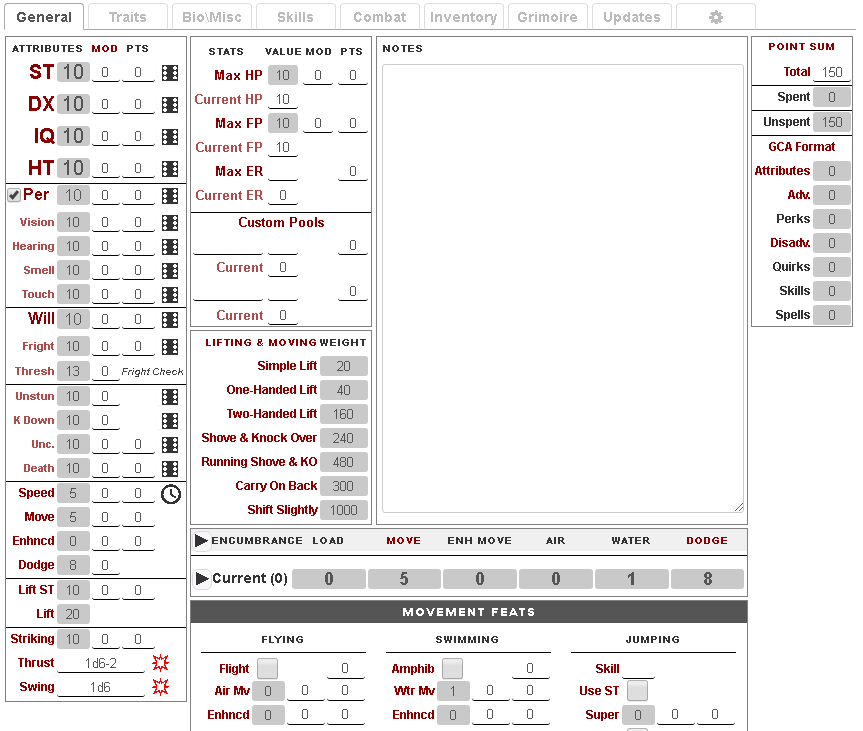 General Traits Bio\Misc Skills Combat Inventory Grimoire Updates
ATTRIBUTES MOD PTS
ST 10 0 0
DX 10 0 0
IQ 10 0 0
HT 10 0 0
Per 10 0 0
Vision 10 0 0
Hearing 10 0 0
Smell 10 0 0
Touch 10 0 0
Will 10 0 0
Fright 10 0 0
Thresh 13 0 Fright Check
Unstun 10 0
K Down 10 0
Unc. 10 0 0
Death 10 0 0
Speed 5 0 0
Move 5 0 0
Enhncd 0 0 0
Dodge 8 0
Lift ST 10 0 0
Lift 20
Striking 10 0 0
Thrust 1d6-2
Swing 1d6
STATS VALUE MOD PTS
Max HP 10 0 0
Current HP 10
Max FP 10 0 0
Current FP 10
Max ER 0
Current ER 0
Custom Pools
0
Current 0
0
Current 0
LIFTING & MOVING WEIGHT
Simple Lift 20
One-Handed Lift 40
Two-Handed Lift 160
Shove & Knock Over 240
Running Shove & KO 480
Carry On Back 300
Shift Slightly 1000
NOTES
POINT SUM
Total 150
Spent 0
Unspent 150
GCA Format
Attributes 0
Adv. 0
Perks 0
Disadv. 0
Quirks 0
Skills 0
Spells 0
ENCUMBRANCE LOAD MOVE ENH MOVE AIR WATER DODGE
Current (0) 0 5 0 0 1 8
MOVEMENT FEATS
FLYING
Flight 0
Air Mv 0 0 0
Enhncd 0 0 0
SWIMMING
Amphib 0
Wtr Mv 1 0 0
Enhncd 0 0 0
JUMPING
Skill
Use ST
Super 0 0 0